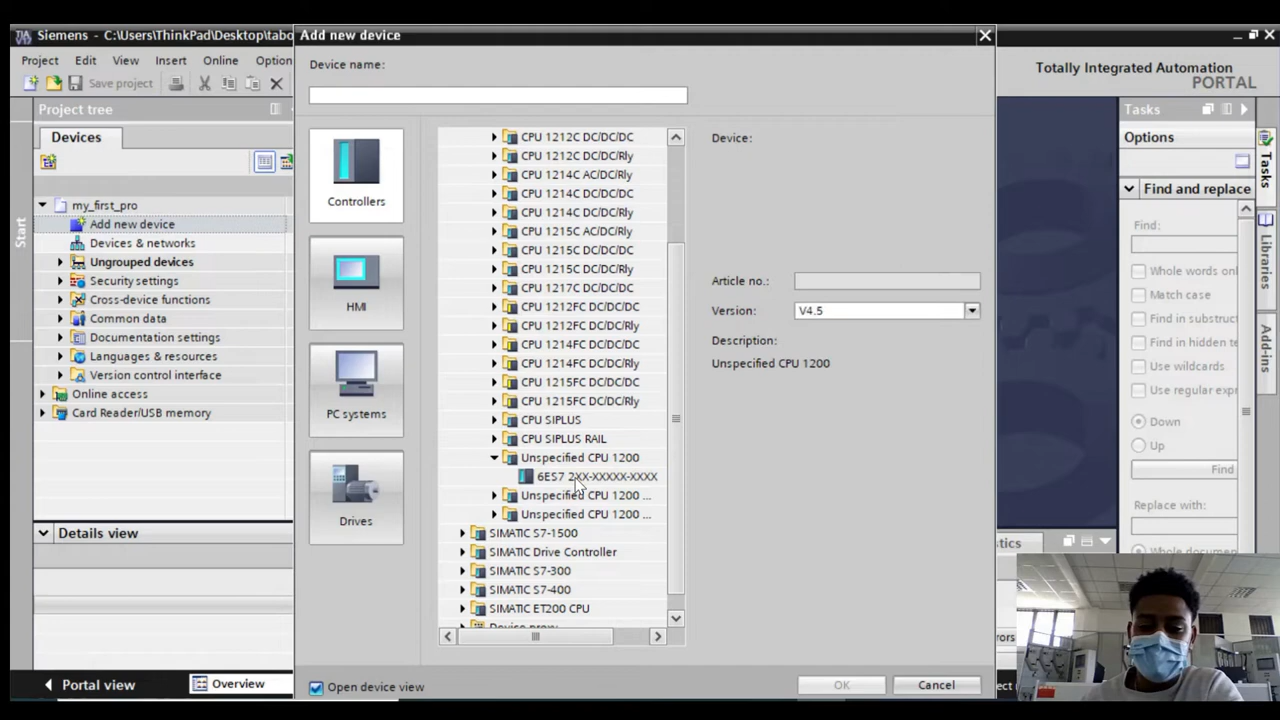 Siemens - C:\Users\ThinkPad\Desktop\tabo
Add new device
Project
Edit
View
Insert
Online
Option
Save project
Totally Integrated Automation
PORTAL
Project tree
Devices
Start
my_first_pro
Add new device
Devices & networks
Ungrouped devices
Security settings
Cross-device functions
Common data
Documentation settings
Languages & resources
Version control interface
Online access
Card Reader/USB memory
Details view
Portal view
Overview
Device name:
Controllers
HMI
PC systems
Drives
CPU 1212C DC/DC/DC
CPU 1212C DC/DC/Rly
CPU 1214C AC/DC/Rly
CPU 1214C DC/DC/DC
CPU 1214C DC/DC/Rly
CPU 1215C AC/DC/Rly
CPU 1215C DC/DC/DC
CPU 1215C DC/DC/Rly
CPU 1217C DC/DC/DC
CPU 1212FC DC/DC/DC
CPU 1212FC DC/DC/Rly
CPU 1214FC DC/DC/DC
CPU 1214FC DC/DC/Rly
CPU 1215FC DC/DC/DC
CPU 1215FC DC/DC/Rly
CPU SIPLUS
CPU SIPLUS RAIL
Unspecified CPU 1200
6ES7 2XX-XXXXX-XXXX
Unspecified CPU 1200 ...
Unspecified CPU 1200 ...
SIMATIC S7-1500
SIMATIC Drive Controller
SIMATIC S7-300
SIMATIC S7-400
SIMATIC ET200 CPU
Device proxy
Device:
Article no.:
Version:
V4.5
Description:
Unspecified CPU 1200
Open device view
OK
Cancel
Tasks
Options
Find and replace
Find:
Whole words onl
Match case
Find in substruct
Find in hidden te
Use wildcards
Use regular expr
Down
Up
Find
Replace with:
Whole documen
stics
Tasks
Libraries
Add-ins